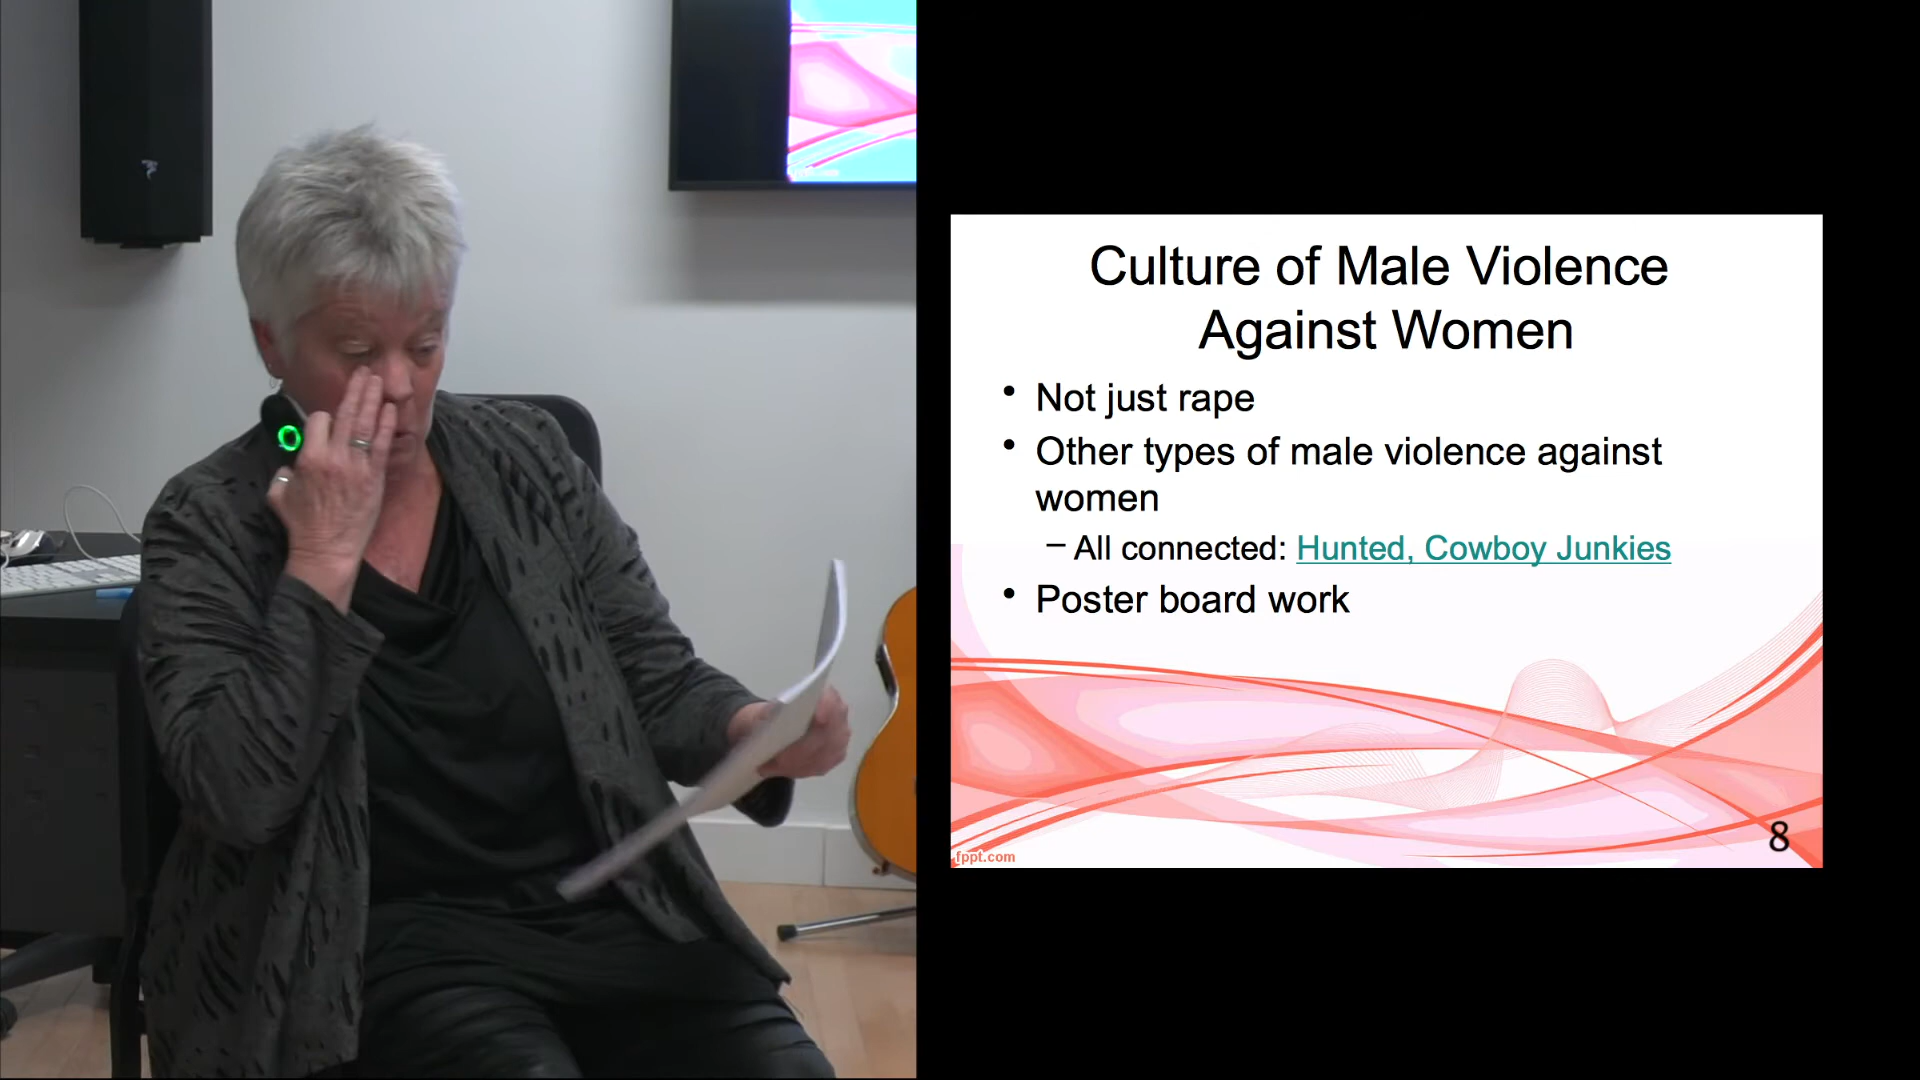 Culture of Male Violence
Against Women
• Not just rape
• Other types of male violence against
women
– All connected: Hunted, Cowboy Junkies
• Poster board work
8
fppt.com